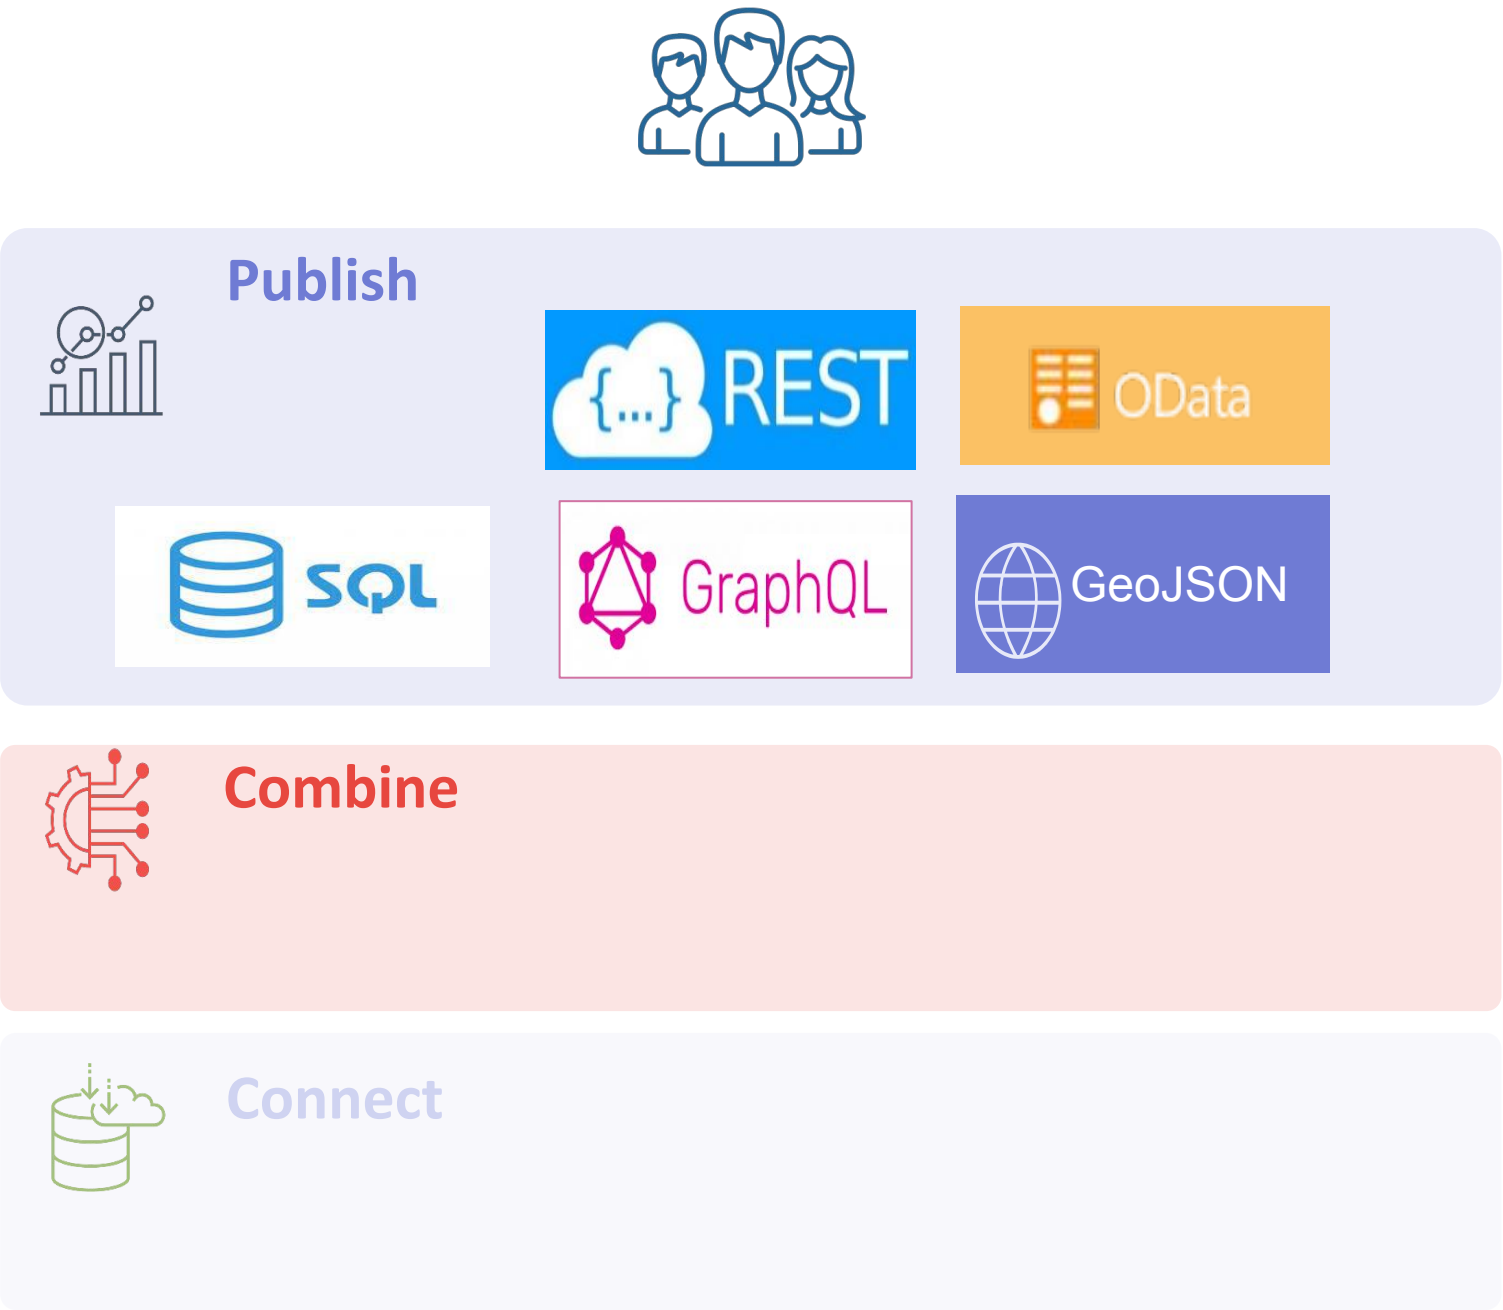 Publish
{...} REST
OData
SQL
GraphQL
GeoJSON
Combine
Connect